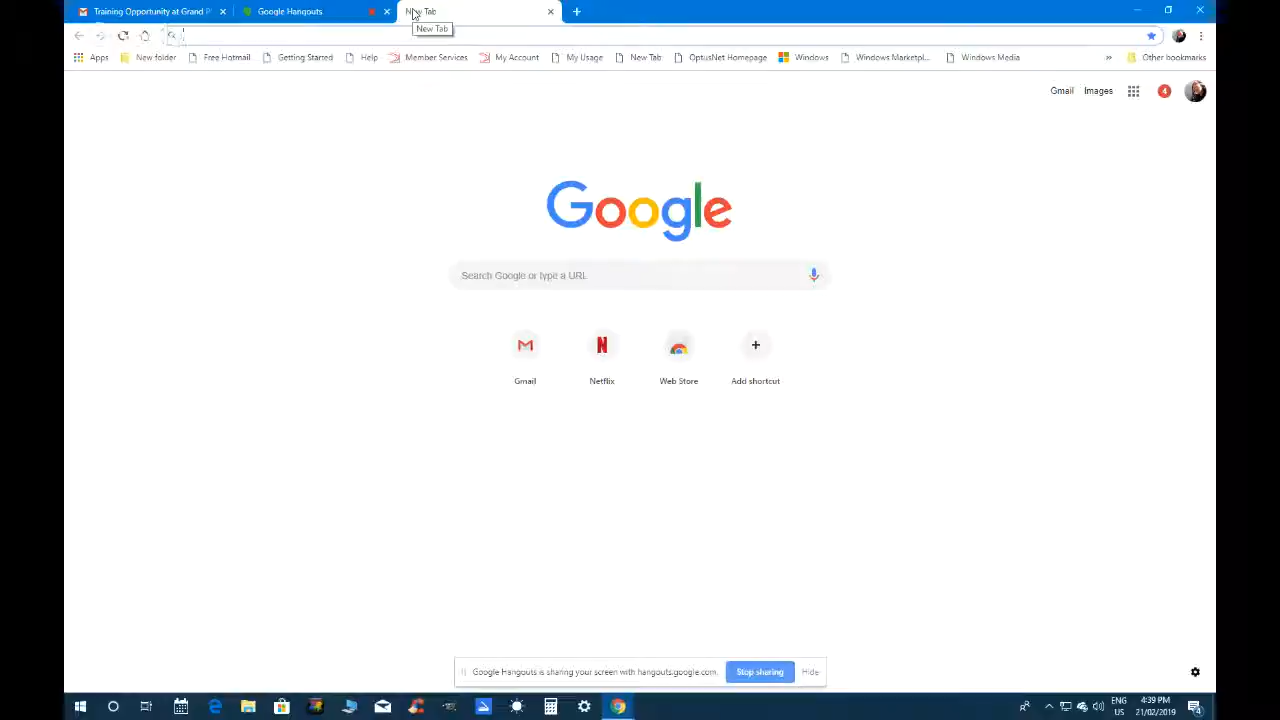 Training Opportunity at Grand P
Google Hangouts
New Tab
New Tab
Apps
New folder
Free Hotmail
Getting Started
Help
Member Services
My Account
My Usage
New Tab
OptusNet Homepage
Windows
Windows Marketpl...
Windows Media
»
Other bookmarks
Gmail
Images
4
Google
Search Google or type a URL
Gmail
Netflix
Web Store
Add shortcut
Google Hangouts is sharing your screen with hangouts.google.com.
Stop sharing
Hide
ENG
US
4:39 PM
21/02/2019